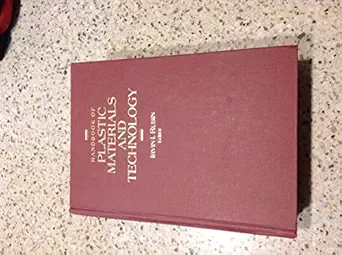 HANDBOOK OF
PLASTIC
MATERIALS
AND
TECHNOLOGY
IRVIN I. RUBIN
EDITOR